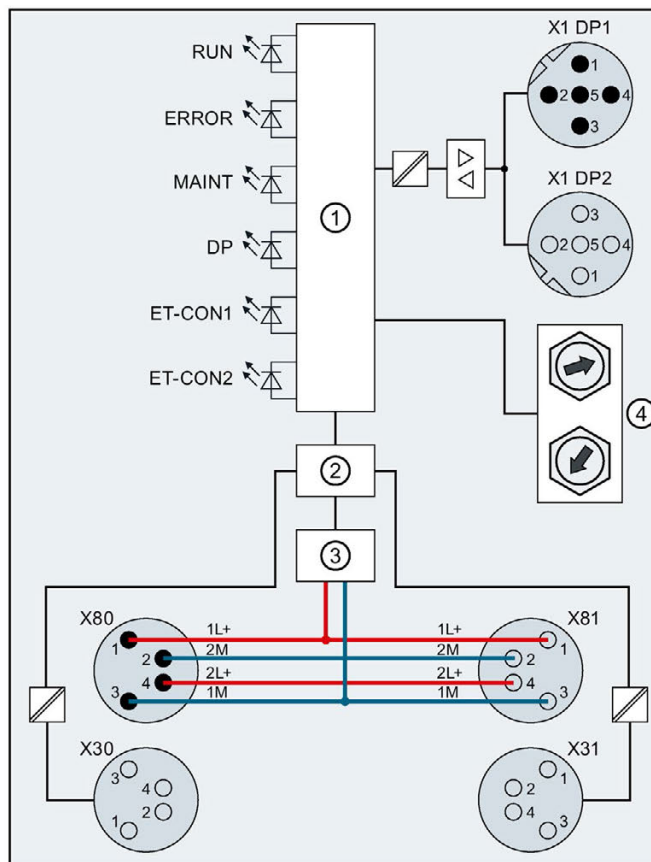 RUN
ERROR
MAINT
DP
ET-CON1
ET-CON2
①
X1 DP1
1
2 5 4
3
X1 DP2
3
2 5 4
1
④
②
③
X80
1
2
4
3
1L+ 1L+
2M 2M
2L+ 2L+
1M 1M
X81
1
2
4
3
X30
3
4
2
1
X31
1
2
4
3